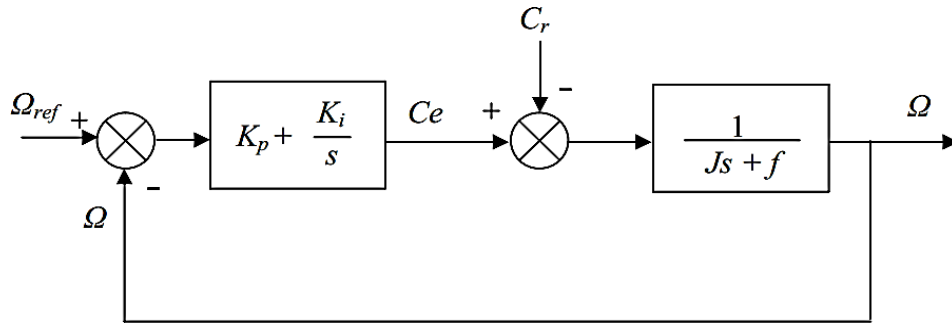 C_r
Ω_ref + K_p + K_i/s Ce + - 1/(Js + f) Ω
-
Ω